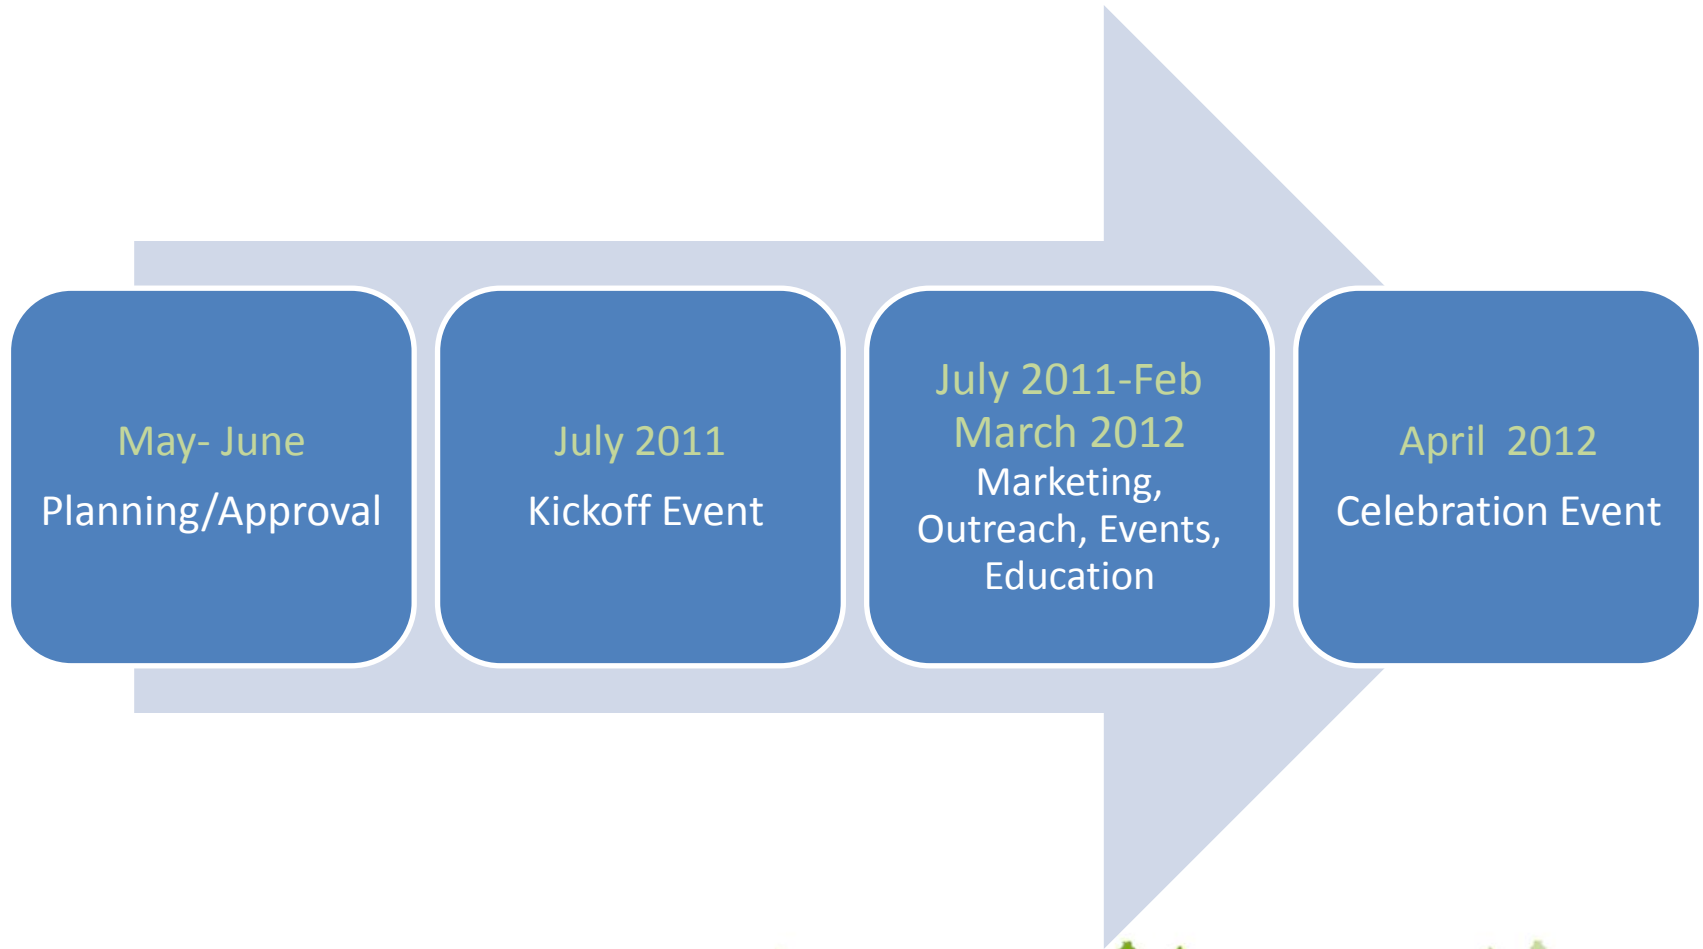 May- June
Planning/Approval
July 2011
Kickoff Event
July 2011-Feb
March 2012
Marketing,
Outreach, Events,
Education
April  2012
Celebration Event